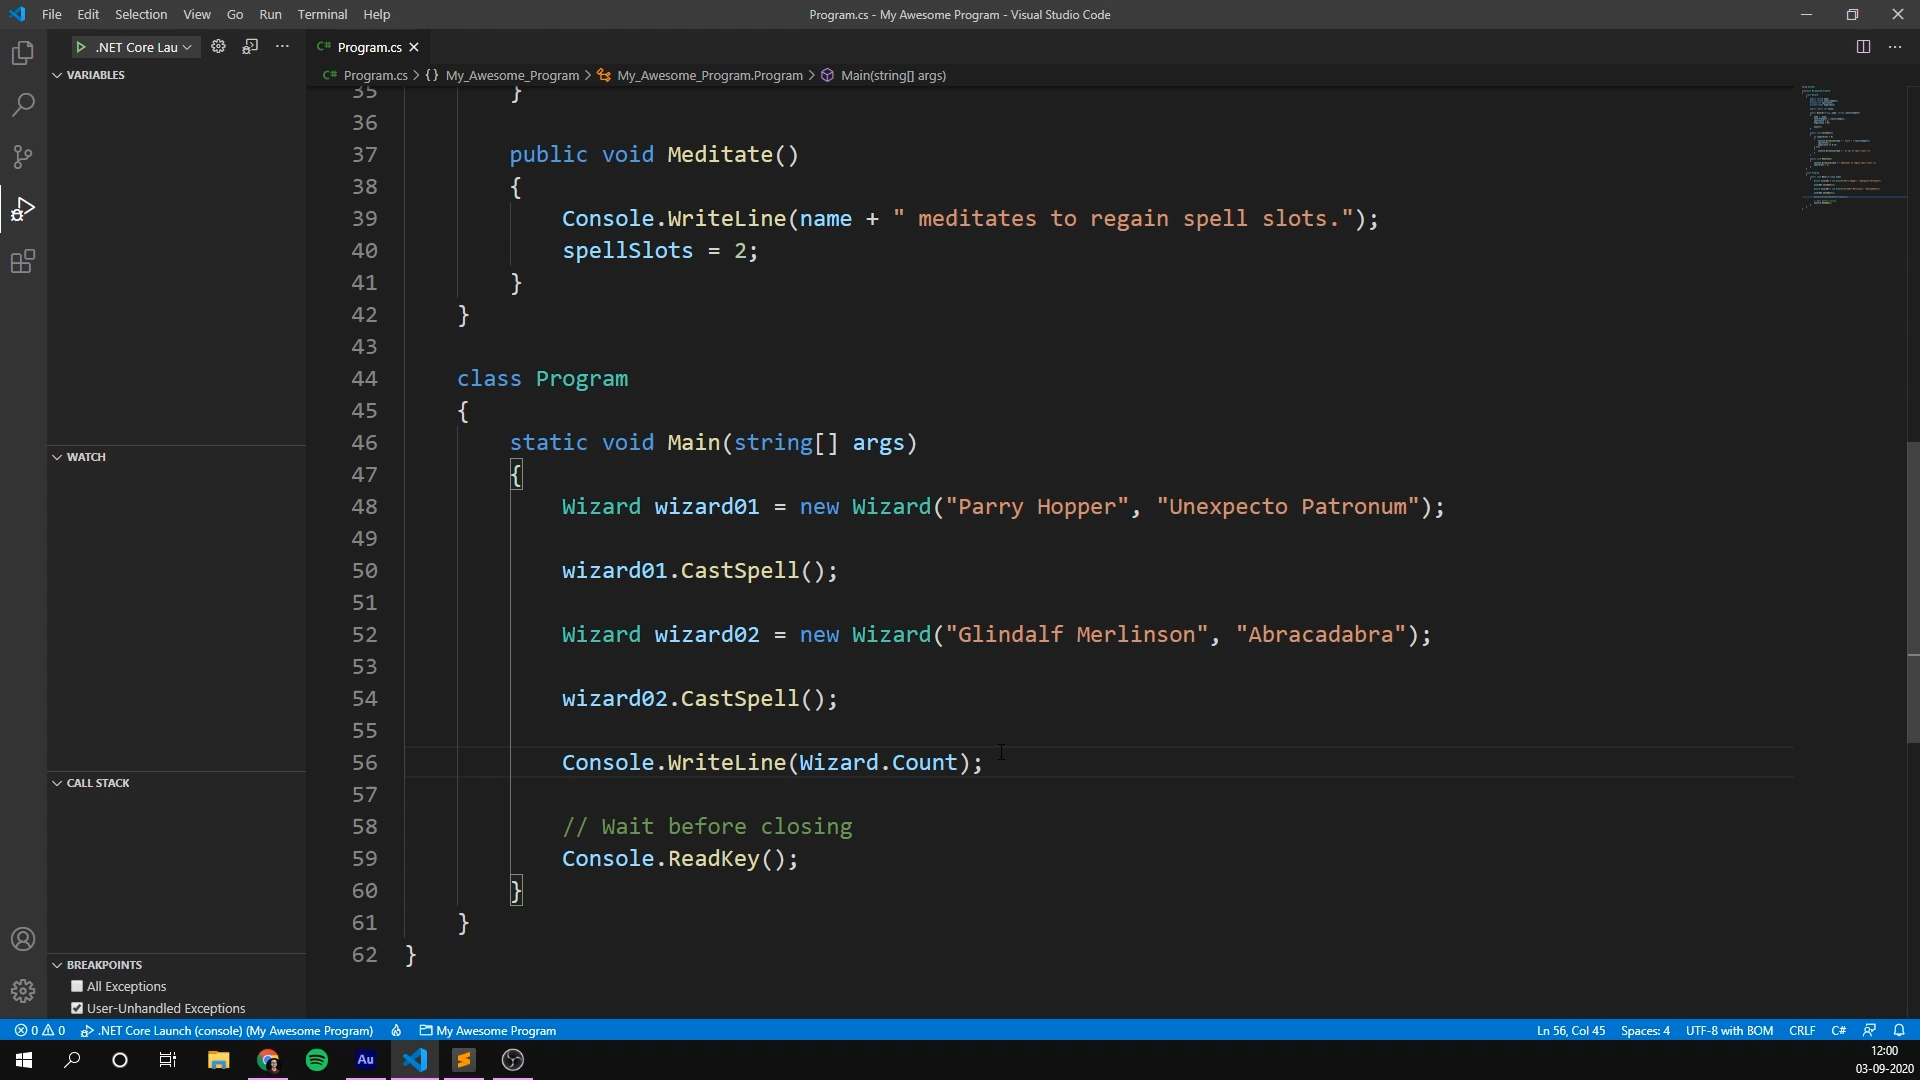 File Edit Selection View Go Run Terminal Help
Program.cs - My Awesome Program - Visual Studio Code
.NET Core Lau
C# Program.cs
C# Program.cs > {} My_Awesome_Program > My_Awesome_Program.Program > Main(string[] args)
VARIABLES
WATCH
CALL STACK
BREAKPOINTS
All Exceptions
User-Unhandled Exceptions
35 }
36
37 public void Meditate()
38 {
39 Console.WriteLine(name + " meditates to regain spell slots.");
40 spellSlots = 2;
41 }
42 }
43
44 class Program
45 {
46 static void Main(string[] args)
47 {
48 Wizard wizard01 = new Wizard("Parry Hopper", "Unexpecto Patronum");
49
50 wizard01.CastSpell();
51
52 Wizard wizard02 = new Wizard("Glindalf Merlinson", "Abracadabra");
53
54 wizard02.CastSpell();
55
56 Console.WriteLine(Wizard.Count);
57
58 // Wait before closing
59 Console.ReadKey();
60 }
61 }
62 }
0 0 .NET Core Launch (console) (My Awesome Program) My Awesome Program
Ln 56, Col 45 Spaces: 4 UTF-8 with BOM CRLF C#
Au
12:00
03-09-2020